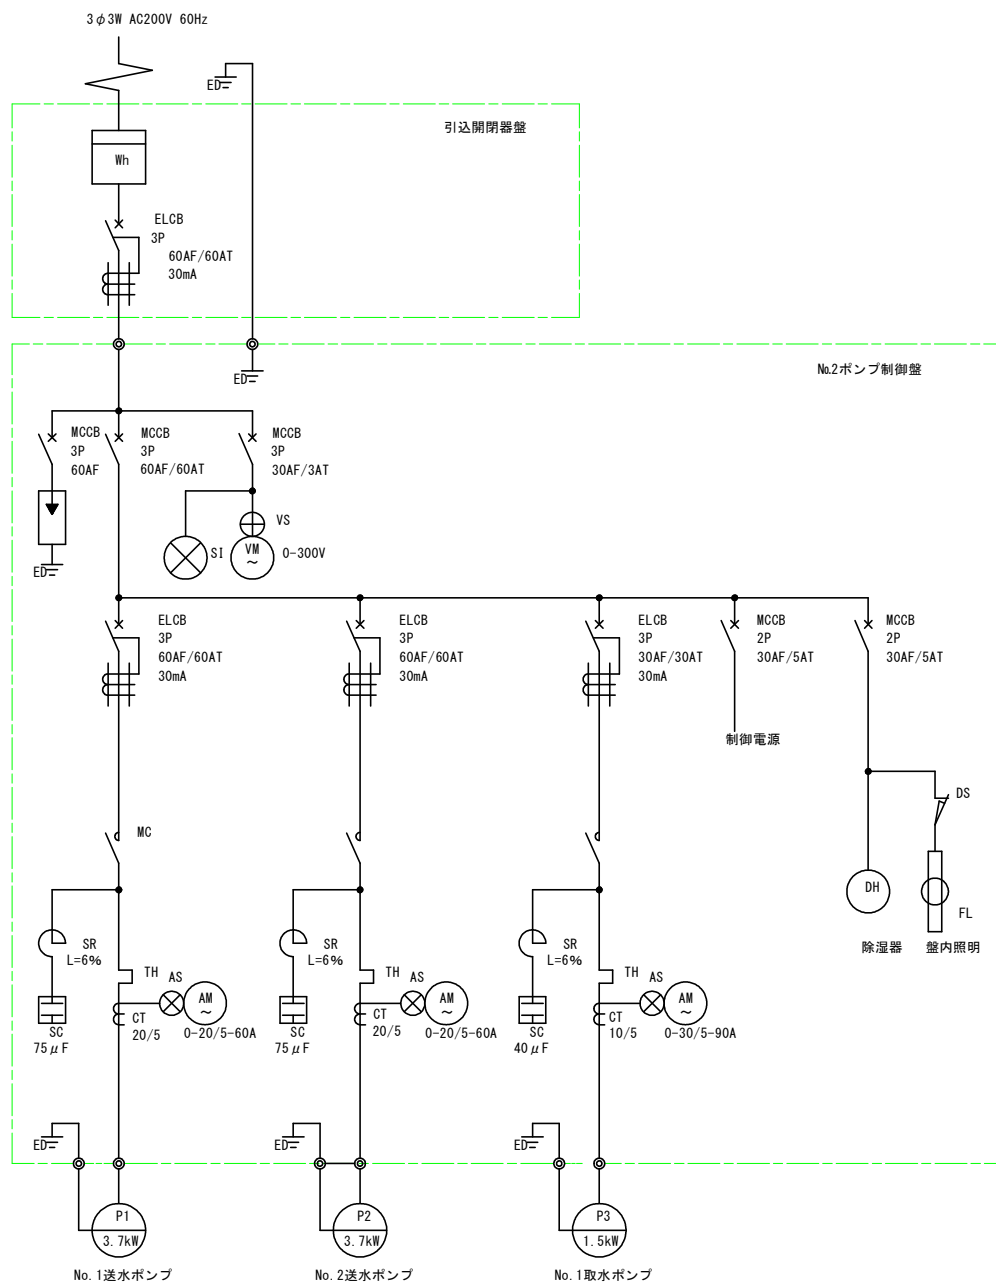 3φ3W AC200V 60Hz
ED
引込開閉器盤
Wh
ELCB
3P
60AF/60AT
30mA
No.2ポンプ制御盤
ED
MCCB
3P
60AF
MCCB
3P
60AF/60AT
MCCB
3P
30AF/3AT
VS
SI
VM
~
0-300V
ED
ELCB
3P
60AF/60AT
30mA
ELCB
3P
60AF/60AT
30mA
ELCB
3P
30AF/30AT
30mA
MCCB
2P
30AF/5AT
MCCB
2P
30AF/5AT
制御電源
DS
MC
DH
FL
除湿器
盤内照明
SR
L=6%
TH
AS
AM
~
SC
75μF
CT
20/5
0-20/5-60A
SR
L=6%
TH
AS
AM
~
SC
75μF
CT
20/5
0-20/5-60A
SR
L=6%
TH
AS
AM
~
SC
40μF
CT
10/5
0-30/5-90A
ED
ED
ED
P1
3.7kW
P2
3.7kW
P3
1.5kW
No.1送水ポンプ
No.2送水ポンプ
No.1取水ポンプ